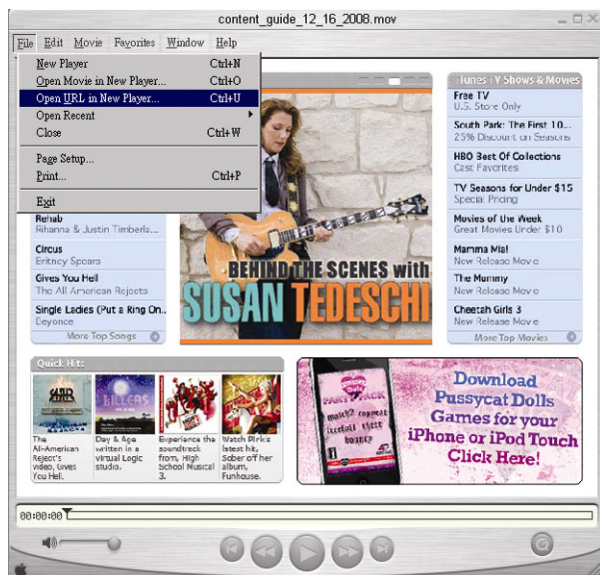 content_guide_12_16_2008.mov
File Edit Movie Favorites Window Help
New Player Ctrl+N
Open Movie in New Player... Ctrl+O
Open URL in New Player... Ctrl+U
Open Recent
Close Ctrl+W
Page Setup...
Print... Ctrl+P
Exit
Rehab
Rihanna & Justin Timberla...
Circus
Britney Spears
Gives You Hell
The All American Rejects
Single Ladies (Put a Ring On...
Beyonce
More Top Songs
BEHIND THE SCENES with
SUSAN TEDESCHI
iTunes TV Shows & Movies
Free TV
U.S. Store Only
South Park: The First 10...
25% Discount on Seasons
HBO Best Of Collections
Cast Favorites
TV Seasons for Under $15
Special Pricing
Movies of the Week
Great Movies Under $10
Mamma Mia!
New Release Movie
The Mummy
New Release Movie
Cheetah Girls 3
New Release Movie
More Top Movies
Quick Hits
KILLERS
The
All-American
Reject's
video, Gives
You Hell.
Day & Age
written in a
virtual Logic
studio.
Experience the
soundtrack
from, High
School Musical
3.
Watch P!nk's
latest hit,
Sober off her
album,
Funhouse.
PARTY PACK
Download
Pussycat Dolls
Games for your
iPhone or iPod Touch
Click Here!
00:00:00